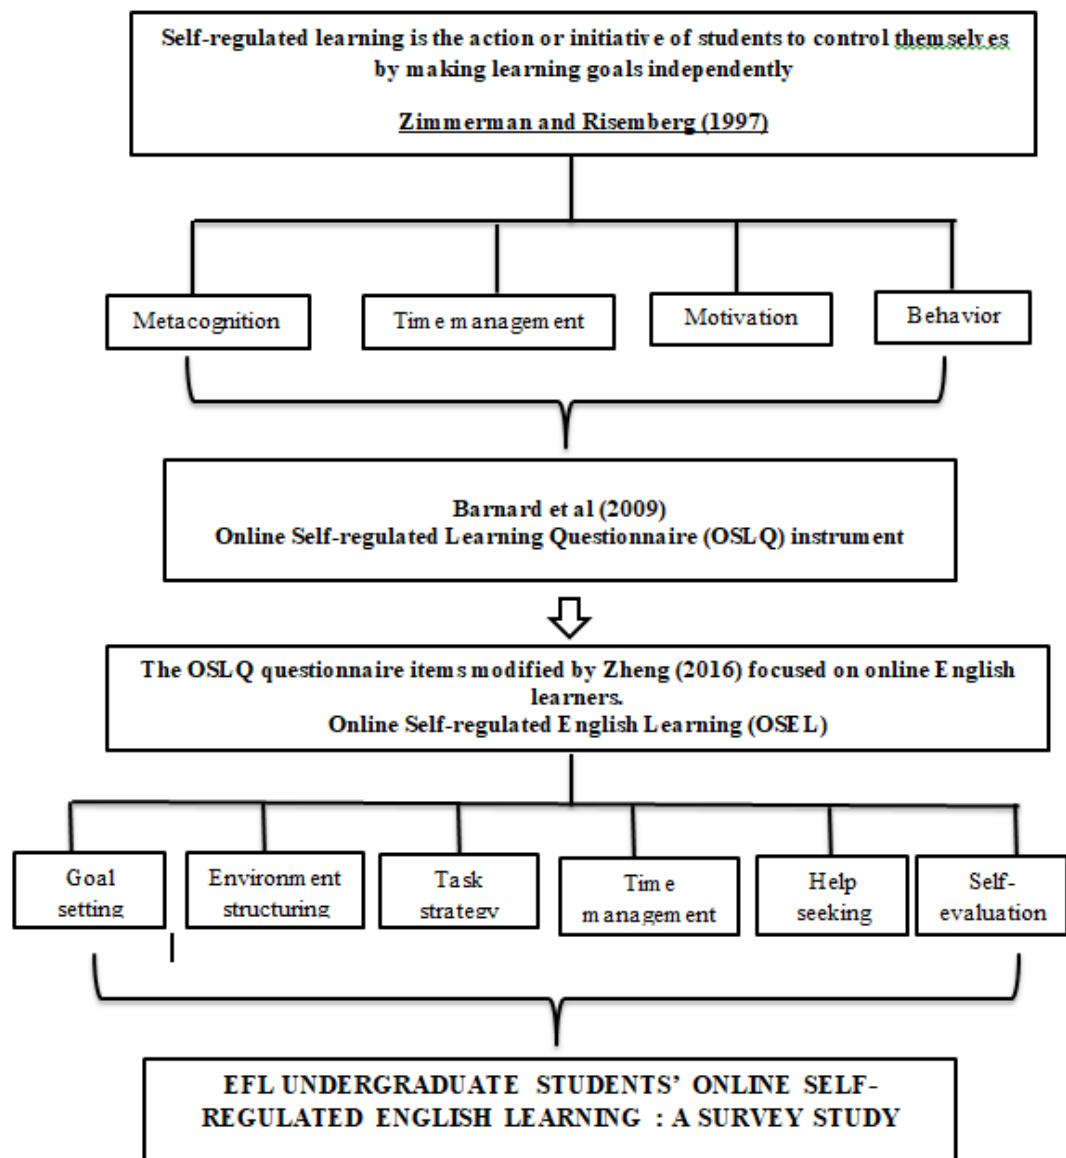 Self-regulated learning is the action or initiative of students to control themselves
by making learning goals independently
Zimmerman and Risemberg (1997)
Metacognition
Time management
Motivation
Behavior
Barnard et al (2009)
Online Self-regulated Learning Questionnaire (OSLQ) instrument
The OSLQ questionnaire items modified by Zheng (2016) focused on online English
learners.
Online Self-regulated English Learning (OSEL)
Goal
setting
Environment
structuring
Task
strategy
Time
management
Help
seeking
Self-
evaluation
EFL UNDERGRADUATE STUDENTS’ ONLINE SELF-
REGULATED ENGLISH LEARNING : A SURVEY STUDY